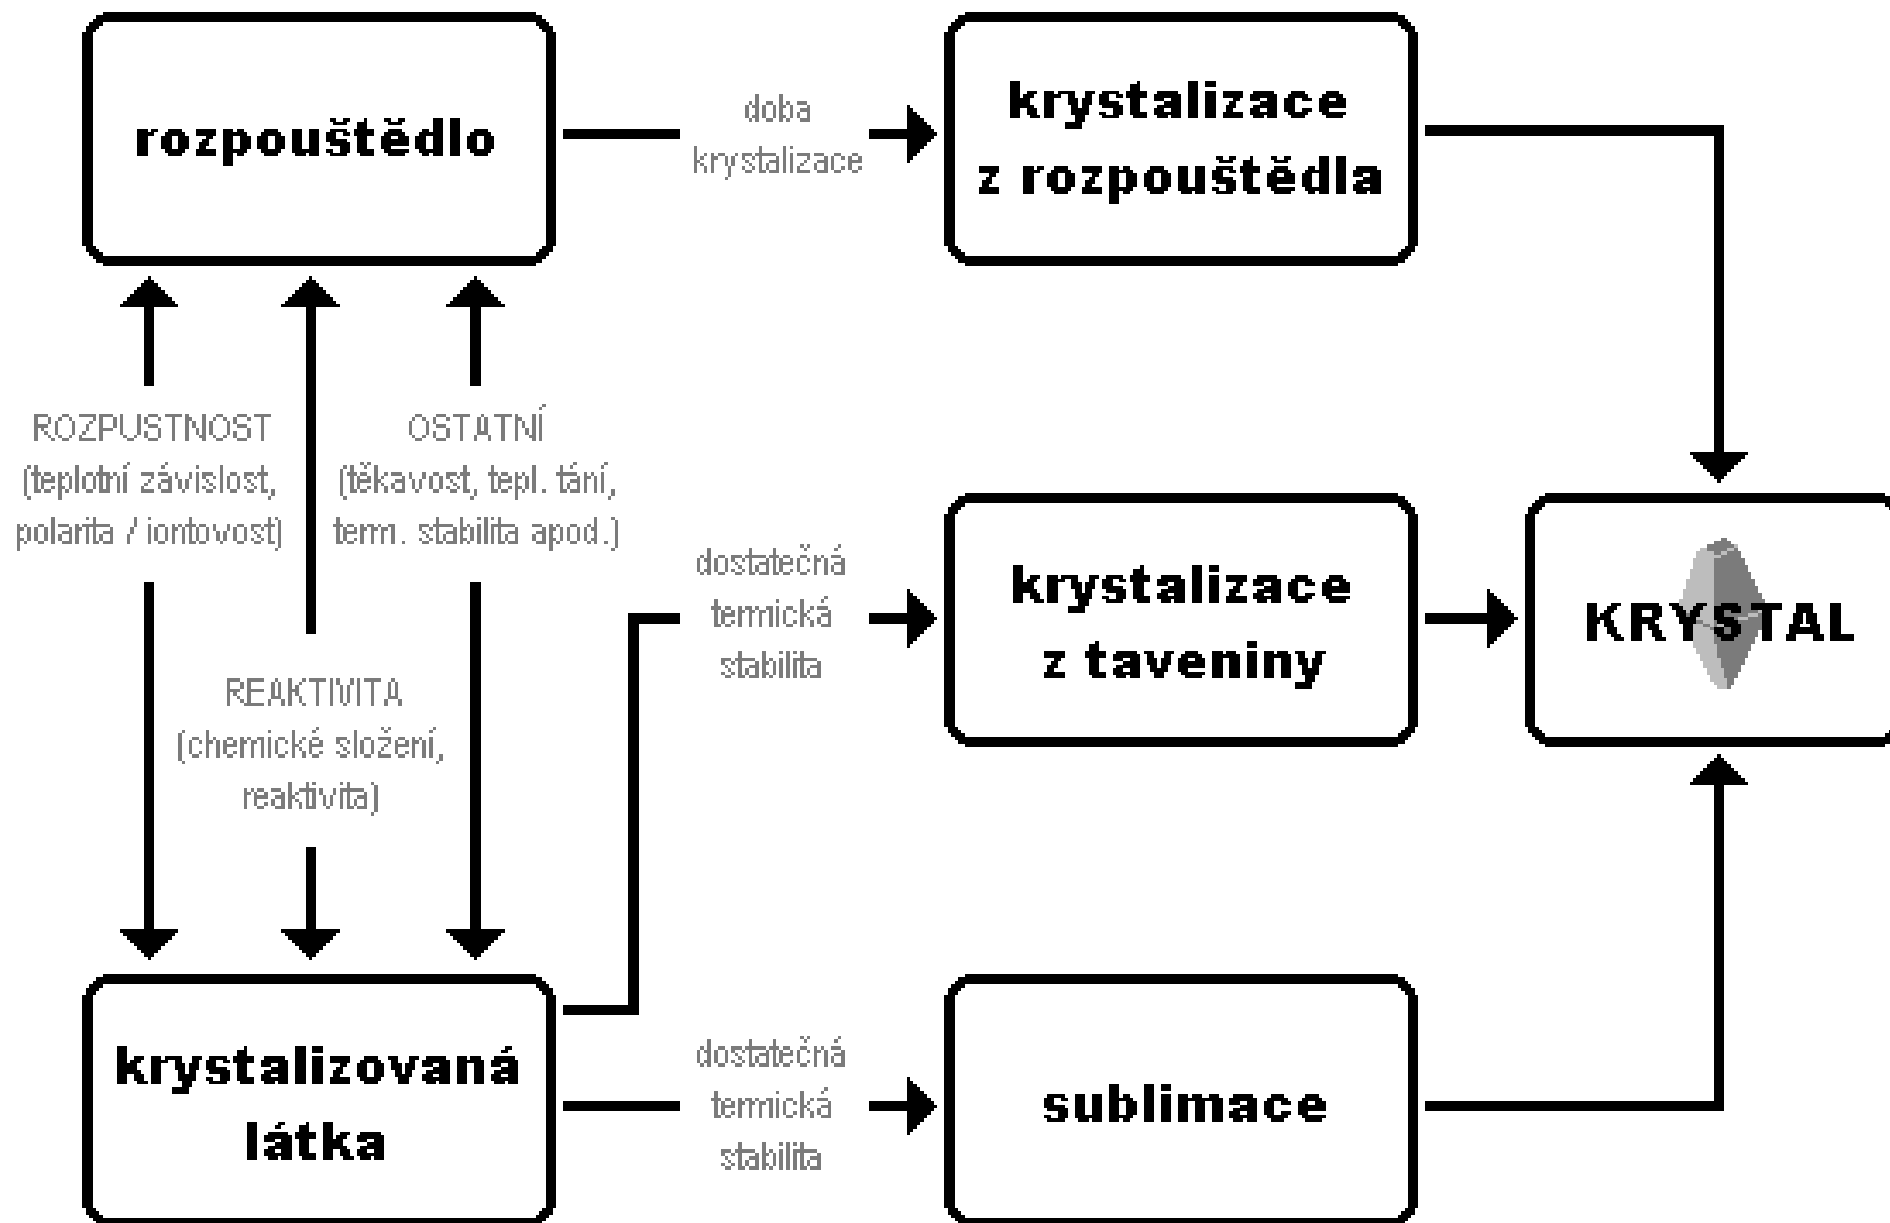 rozpouštědlo
doba
krystalizace
krystalizace
z rozpouštědla
ROZPUSTNOST
(teplotní závislost,
polarita / iontovost)
OSTATNÍ
(těkavost, tepl. tání,
term. stabilita apod.)
REAKTIVITA
(chemické složení,
reaktivita)
dostatečná
termická
stabilita
krystalizace
z taveniny
KRYSTAL
krystalizovaná
látka
dostatečná
termická
stabilita
sublimace